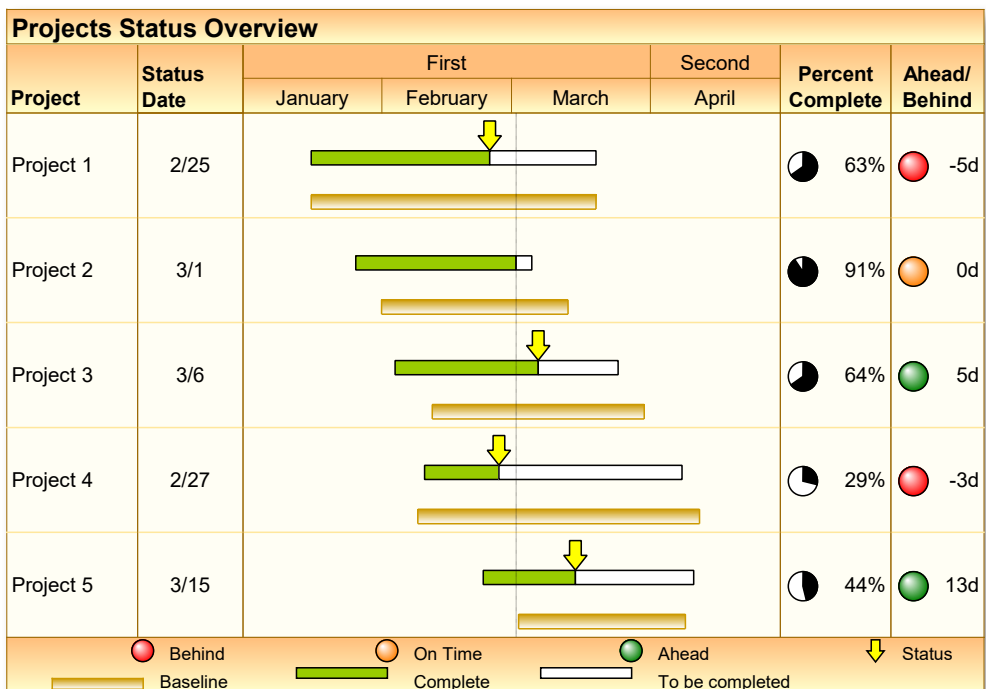 Projects Status Overview
Project Status Date First Second Percent Complete Ahead/ Behind
January February March April
Project 1 2/25 63% -5d
Project 2 3/1 91% 0d
Project 3 3/6 64% 5d
Project 4 2/27 29% -3d
Project 5 3/15 44% 13d
Behind On Time Ahead Status
Baseline Complete To be completed